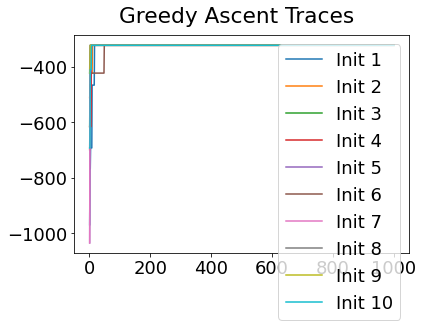 Greedy Ascent Traces
−400
−600
−800
−1000
0 200 400 600 800 1000
Init 1
Init 2
Init 3
Init 4
Init 5
Init 6
Init 7
Init 8
Init 9
Init 10